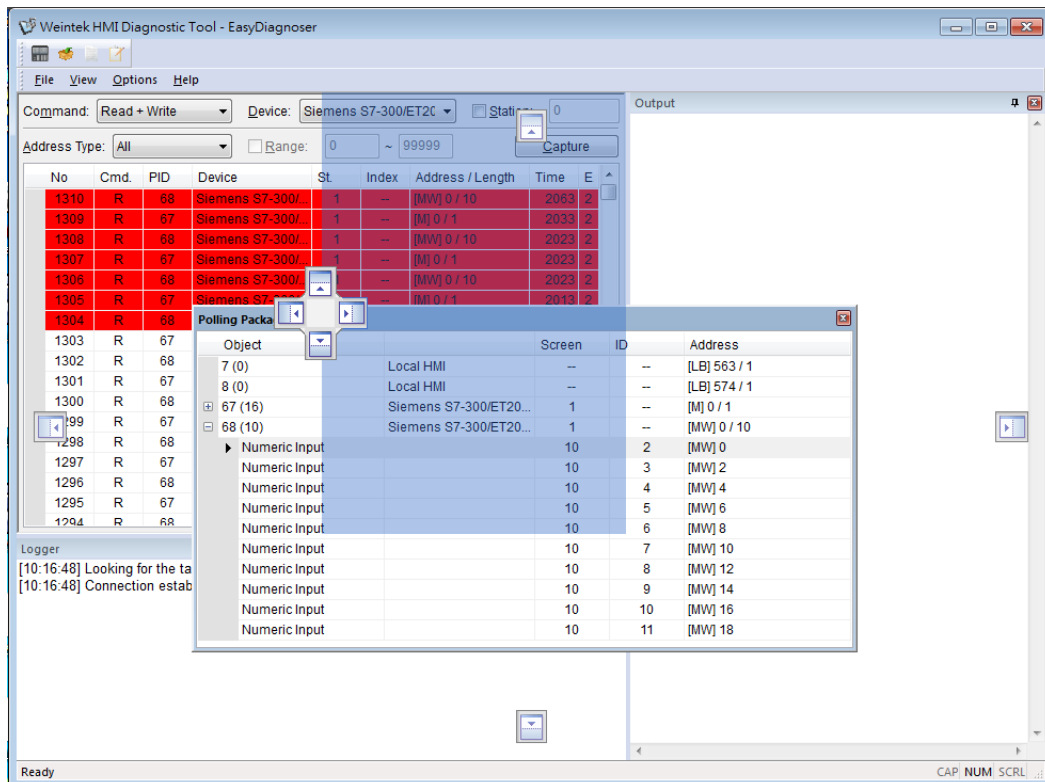 Weintek HMI Diagnostic Tool - EasyDiagnoser
File View Options Help
Command: Read + Write Device: Siemens S7-300/ET20 Station: 0
Address Type: All Range: 0 ~ 99999 Capture
No Cmd. PID Device St. Index Address / Length Time E
1310 R 68 Siemens S7-300/... 1 -- [MW] 0 / 10 2063 2
1309 R 67 Siemens S7-300/... 1 -- [M] 0 / 1 2033 2
1308 R 68 Siemens S7-300/... 1 -- [MW] 0 / 10 2023 2
1307 R 67 Siemens S7-300/... 1 -- [M] 0 / 1 2023 2
1306 R 68 Siemens S7-300/... -- [MW] 0 / 10 2023 2
1305 R 67 Siemens S7- 1 -- [M] 0 / 1 2013 2
1304 R 68
1303 R 67
1302 R 68
1301 R 67
1300 R 68
299 R 67
1298 R 68
1297 R 67
1296 R 68
1295 R 67
1294 R 68
Polling Packa
Object Screen ID Address
7 (0) Local HMI -- -- [LB] 563 / 1
8 (0) Local HMI -- -- [LB] 574 / 1
67 (16) Siemens S7-300/ET20... 1 -- [M] 0 / 1
68 (10) Siemens S7-300/ET20... 1 -- [MW] 0 / 10
Numeric Input 10 2 [MW] 0
Numeric Input 10 3 [MW] 2
Numeric Input 10 4 [MW] 4
Numeric Input 10 5 [MW] 6
Numeric Input 10 6 [MW] 8
Numeric Input 10 7 [MW] 10
Numeric Input 10 8 [MW] 12
Numeric Input 10 9 [MW] 14
Numeric Input 10 10 [MW] 16
Numeric Input 10 11 [MW] 18
Logger
[10:16:48] Looking for the ta
[10:16:48] Connection estab
Output
Ready CAP NUM SCRL